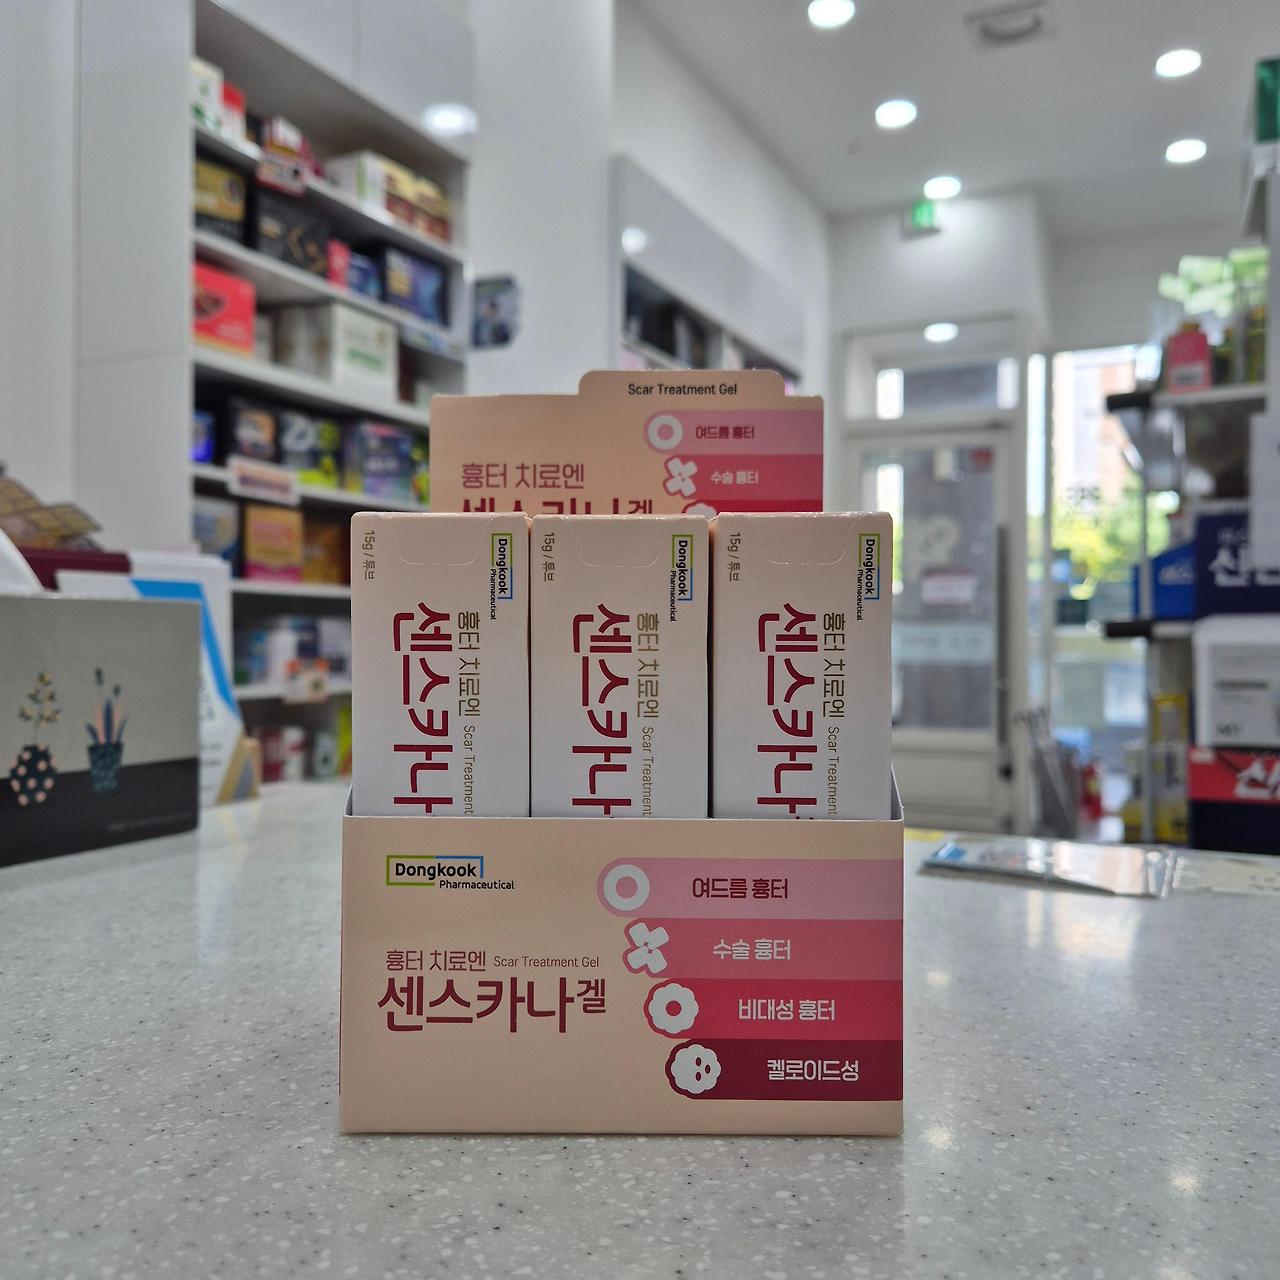 Scar Treatment Gel
여드름 흉터
흉터 치료엔
수술 흉터
센스카나겔
15g / 튜브
Dongkook
Pharmaceutical
흉터 치료엔 Scar Treatment
센스카나
15g / 튜브
Dongkook
Pharmaceutical
흉터 치료엔 Scar Treatment
센스카나
15g / 튜브
Dongkook
Pharmaceutical
흉터 치료엔 Scar Treatment
센스카나
Dongkook
Pharmaceutical
흉터 치료엔 Scar Treatment Gel
센스카나겔
여드름 흉터
수술 흉터
비대성 흉터
켈로이드성